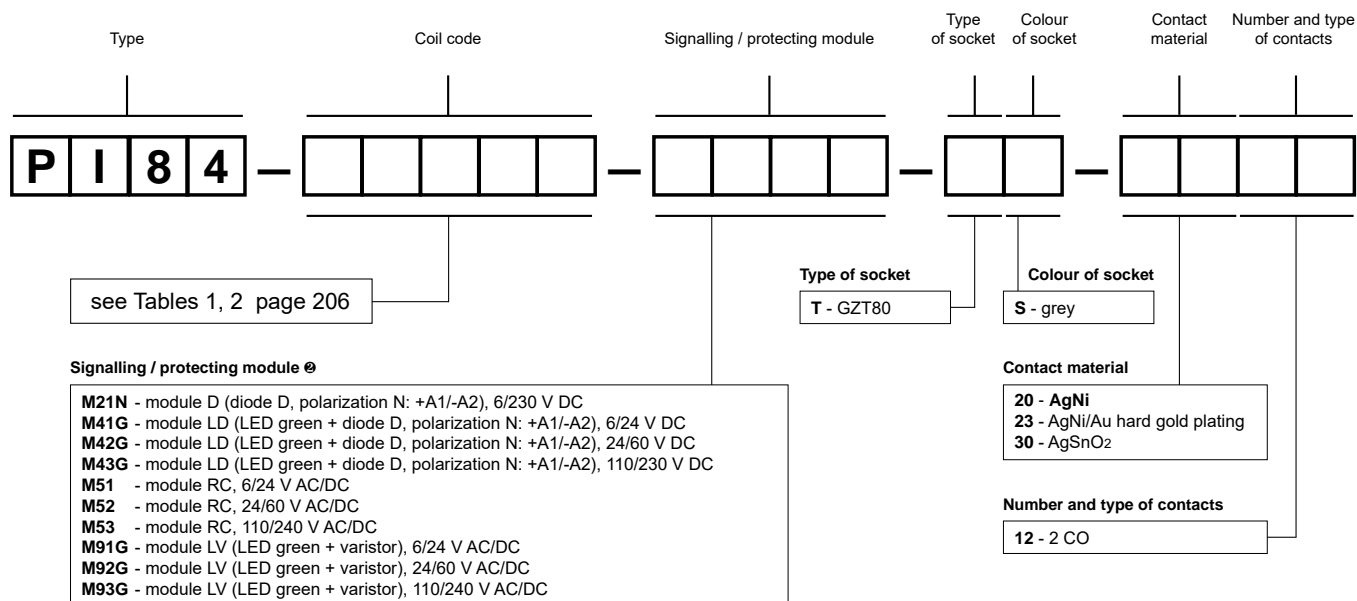 Type
Coil code
Signalling / protecting module
Type
of socket
Colour
of socket
Contact
material
Number and type
of contacts
P I 8 4 – – – –
see Tables 1, 2 page 206
Type of socket
T - GZT80
Colour of socket
S - grey
Signalling / protecting module ❷
M21N - module D (diode D, polarization N: +A1/-A2), 6/230 V DC
M41G - module LD (LED green + diode D, polarization N: +A1/-A2), 6/24 V DC
M42G - module LD (LED green + diode D, polarization N: +A1/-A2), 24/60 V DC
M43G - module LD (LED green + diode D, polarization N: +A1/-A2), 110/230 V DC
M51 - module RC, 6/24 V AC/DC
M52 - module RC, 24/60 V AC/DC
M53 - module RC, 110/240 V AC/DC
M91G - module LV (LED green + varistor), 6/24 V AC/DC
M92G - module LV (LED green + varistor), 24/60 V AC/DC
M93G - module LV (LED green + varistor), 110/240 V AC/DC
Contact material
20 - AgNi
23 - AgNi/Au hard gold plating
30 - AgSnO2
Number and type of contacts
12 - 2 CO